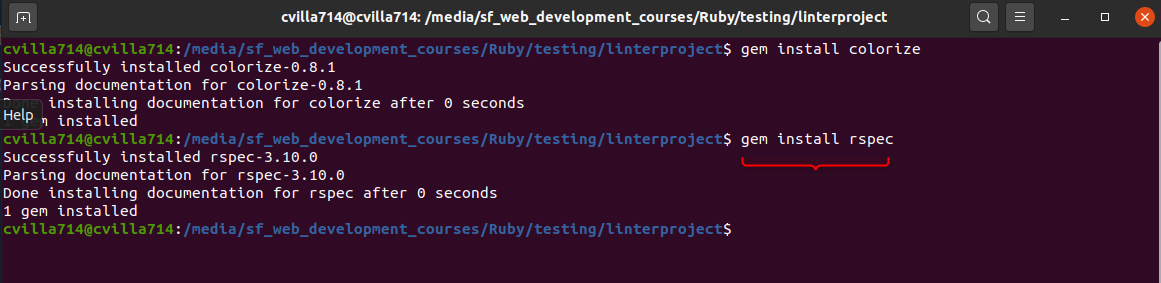 cvilla714@cvilla714: /media/sf_web_development_courses/Ruby/testing/linterproject
cvilla714@cvilla714:/media/sf_web_development_courses/Ruby/testing/linterproject$ gem install colorize
Successfully installed colorize-0.8.1
Parsing documentation for colorize-0.8.1
Done installing documentation for colorize after 0 seconds
Help
gem installed
cvilla714@cvilla714:/media/sf_web_development_courses/Ruby/testing/linterproject$ gem install rspec
Successfully installed rspec-3.10.0
Parsing documentation for rspec-3.10.0
Done installing documentation for rspec after 0 seconds
1 gem installed
cvilla714@cvilla714:/media/sf_web_development_courses/Ruby/testing/linterproject$